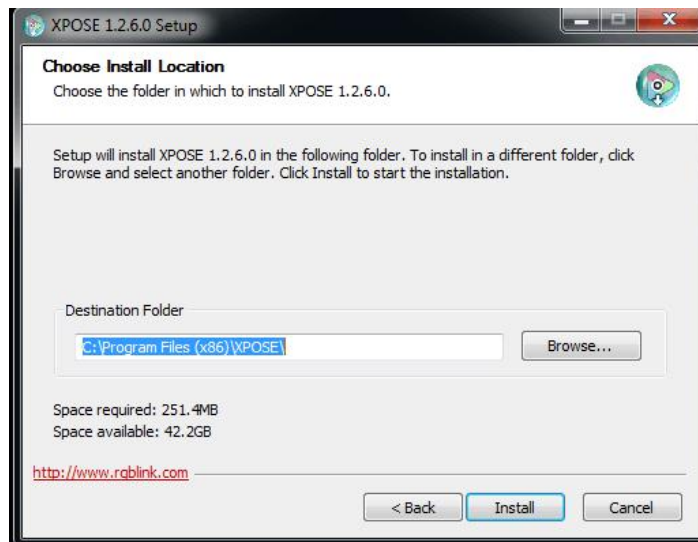 XPOSE 1.2.6.0 Setup
Choose Install Location
Choose the folder in which to install XPOSE 1.2.6.0.
Setup will install XPOSE 1.2.6.0 in the following folder. To install in a different folder, click
Browse and select another folder. Click Install to start the installation.
Destination Folder
C:\Program Files (x86)\XPOSE\
Browse...
Space required: 251.4MB
Space available: 42.2GB
http://www.rgblink.com
< Back
Install
Cancel